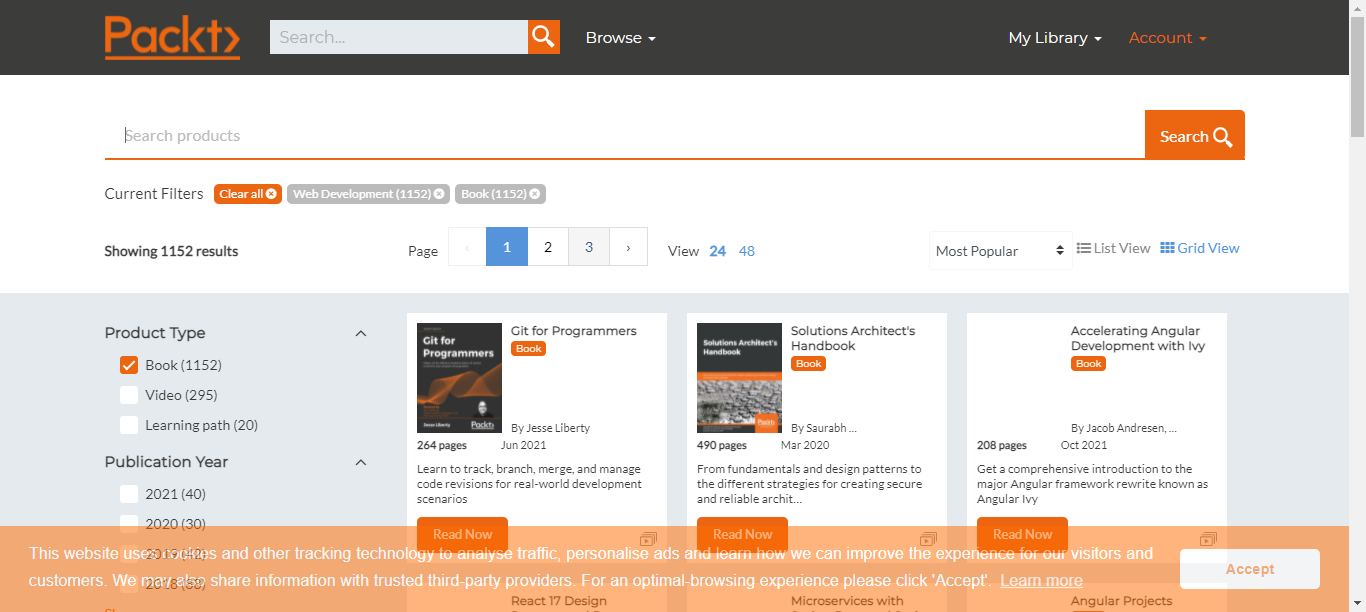 Packt>
Search...
Browse
My Library
Account
Search products
Search
Current Filters
Clear all
Web Development (1152)
Book (1152)
Showing 1152 results
Page
‹
1
2
3
›
View 24 48
Most Popular
List View
Grid View
Product Type
Book (1152)
Video (295)
Learning path (20)
Publication Year
2021 (40)
2020 (30)
Git for
Programmers
Jesse Liberty
Packt>
Git for Programmers
Book
By Jesse Liberty
264 pages
Jun 2021
Learn to track, branch, merge, and manage
code revisions for real-world development
scenarios
Read Now
Solutions Architect's
Handbook
Packt>
Solutions Architect's
Handbook
Book
By Saurabh ...
490 pages
Mar 2020
From fundamentals and design patterns to
the different strategies for creating secure
and reliable archit...
Read Now
Accelerating Angular
Development with Ivy
Book
By Jacob Andresen, ...
208 pages
Oct 2021
Get a comprehensive introduction to the
major Angular framework rewrite known as
Angular Ivy
Read Now
This website uses cookies and other tracking technology to analyse traffic, personalise ads and learn how we can improve the experience for our visitors and
customers. We may also share information with trusted third-party providers. For an optimal-browsing experience please click 'Accept'. Learn more
Accept
React 17 Design
Microservices with
Angular Projects